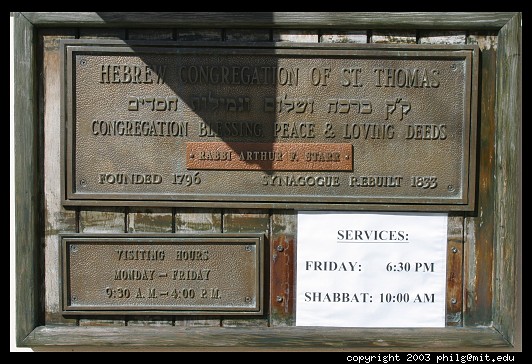 HEBREW CONGREGATION OF ST. THOMAS
ק"ק ברכה ושלום וגמילות חסדים
CONGREGATION BLESSING PEACE & LOVING DEEDS
RABBI ARTHUR F. STARR
FOUNDED 1796 SYNAGOGUE REBUILT 1833
VISITING HOURS
MONDAY – FRIDAY
9:30 A.M. – 4:00 P.M.
SERVICES:
FRIDAY: 6:30 PM
SHABBAT: 10:00 AM
copyright 2003 philg@mit.edu